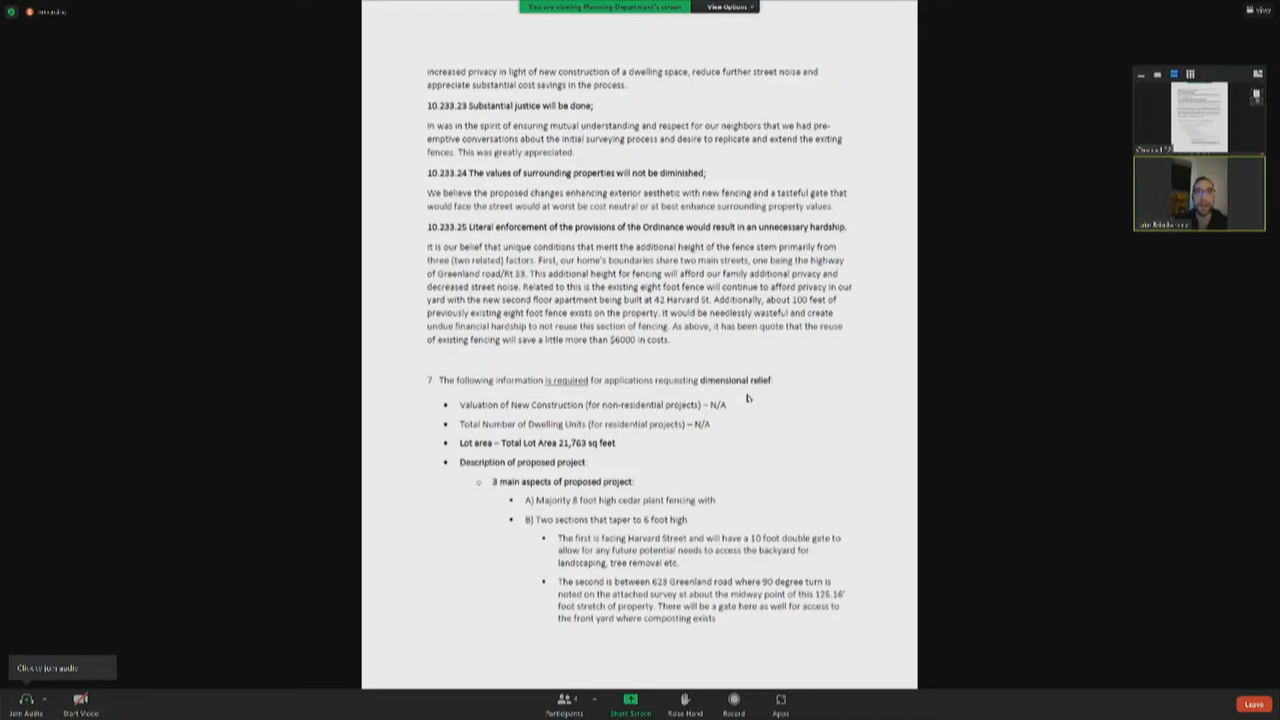 You are viewing Planning Department's screen
View Options
View
increased privacy in light of new construction of a dwelling space, reduce further street noise and
appreciate substantial cost savings in the process.
10.233.23 Substantial justice will be done;
In was in the spirit of ensuring mutual understanding and respect for our neighbors that we had pre-
emptive conversations about the initial surveying process and desire to replicate and extend the exiting
fences. This was greatly appreciated.
10.233.24 The values of surrounding properties will not be diminished;
We believe the proposed changes enhancing exterior aesthetic with new fencing and a tasteful gate that
would face the street would at worst be cost neutral or at best enhance surrounding property values.
10.233.25 Literal enforcement of the provisions of the Ordinance would result in an unnecessary hardship.
It is our belief that unique conditions that merit the additional height of the fence stem primarily from
three (two related) factors. First, our home's boundaries share two main streets, one being the highway
of Greenland road/Rt 33. This additional height for fencing will afford our family additional privacy and
decreased street noise. Related to this is the existing eight foot fence will continue to afford privacy in our
yard with the new second floor apartment being built at 42 Harvard St. Additionally, about 100 feet of
previously existing eight foot fence exists on the property. It would be needlessly wasteful and create
undue financial hardship to not reuse this section of fencing. As above, it has been quote that the reuse
of existing fencing will save a little more than $6000 in costs.
7. The following information is required for applications requesting dimensional relief:
• Valuation of New Construction (for non-residential projects) – N/A
• Total Number of Dwelling Units (for residential projects) – N/A
• Lot area – Total Lot Area 21,763 sq feet
• Description of proposed project:
o 3 main aspects of proposed project:
▪ A) Majority 8 foot high cedar plant fencing with
▪ B) Two sections that taper to 6 foot high
• The first is facing Harvard Street and will have a 10 foot double gate to
allow for any future potential needs to access the backyard for
landscaping, tree removal etc.
• The second is between 623 Greenland road where 90 degree turn is
noted on the attached survey at about the midway point of this 125.16'
foot stretch of property. There will be a gate here as well for access to
the front yard where composting exists
Click to join audio
Join Audio
Start Video
Participants
4
Share Screen
Raise Hand
Record
Apps
Leave